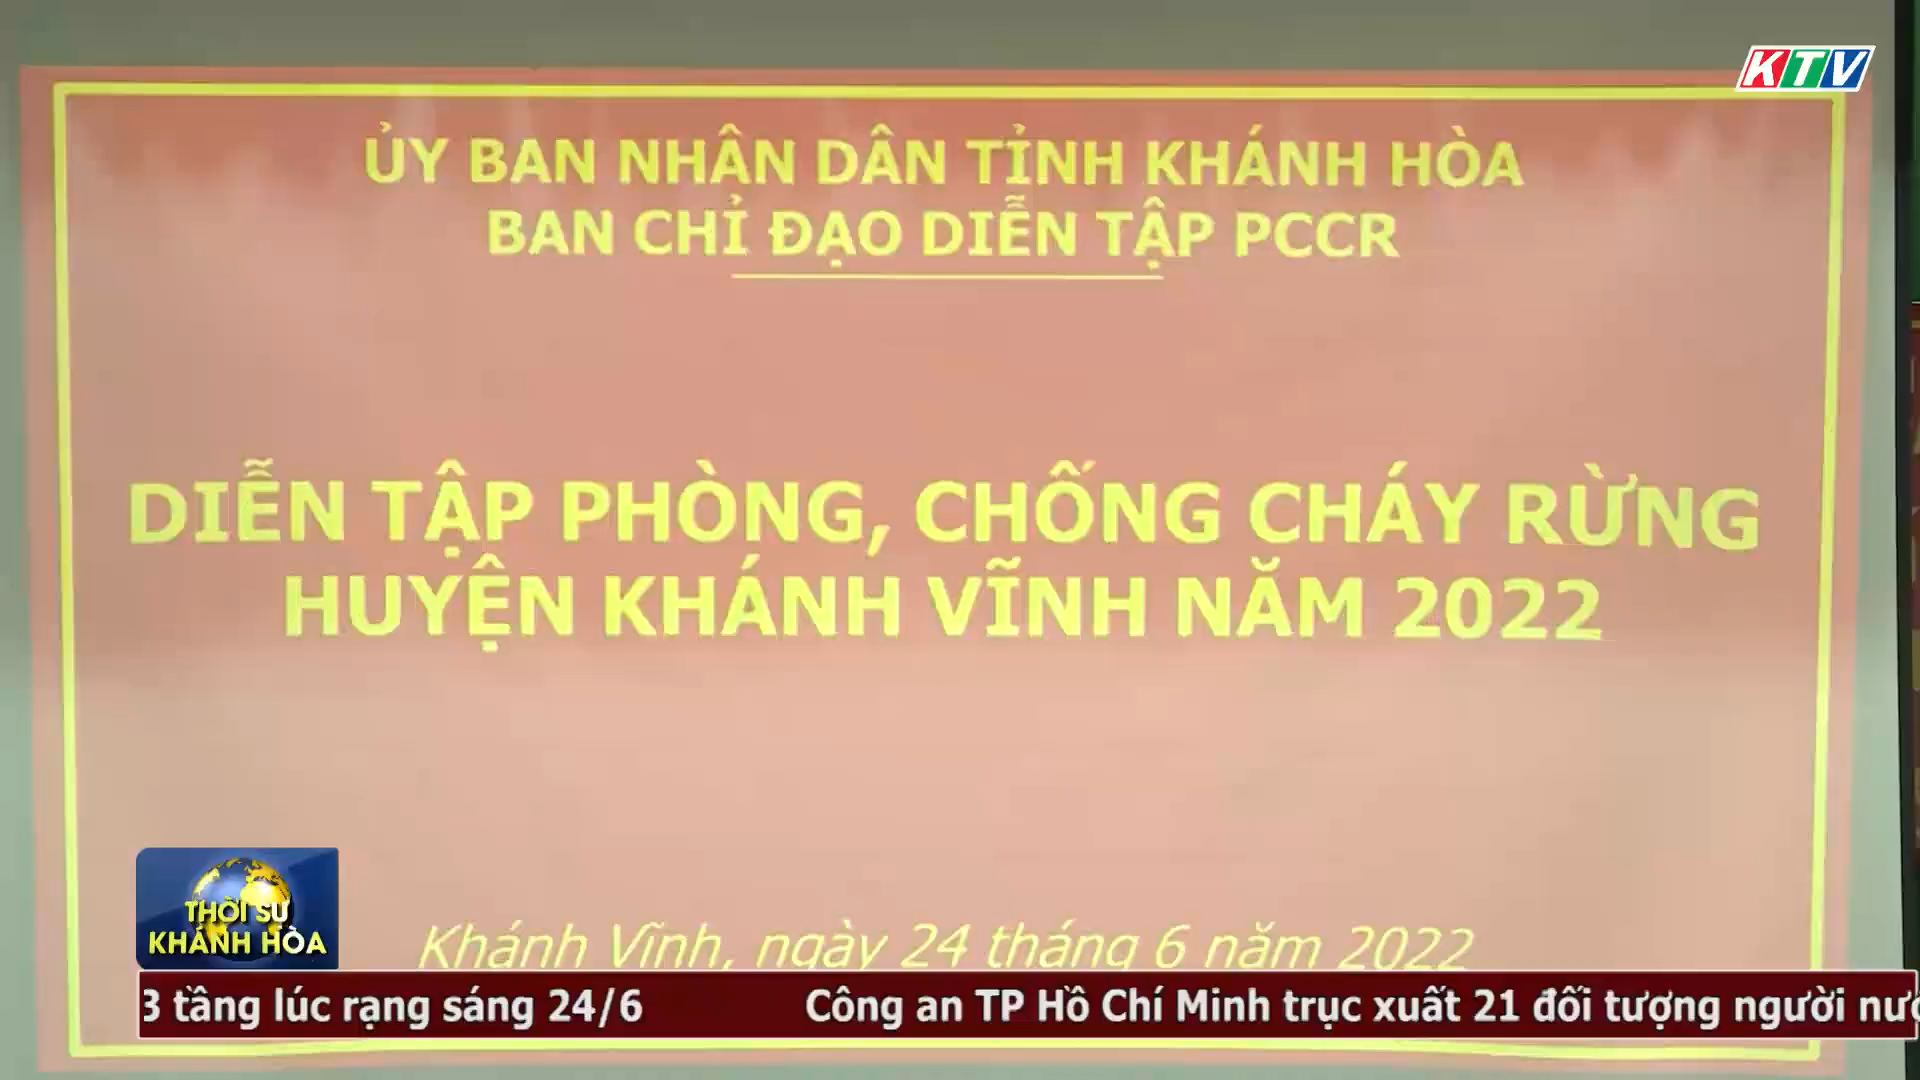 KTV
ỦY BAN NHÂN DÂN TỈNH KHÁNH HÒA
BAN CHỈ ĐẠO DIỄN TẬP PCCR
DIỄN TẬP PHÒNG, CHỐNG CHÁY RỪNG
HUYỆN KHÁNH VĨNH NĂM 2022
Khánh Vĩnh, ngày 24 tháng 6 năm 2022
THỜI SỰ
KHÁNH HÒA
3 tầng lúc rạng sáng 24/6 Công an TP Hồ Chí Minh trục xuất 21 đối tượng người